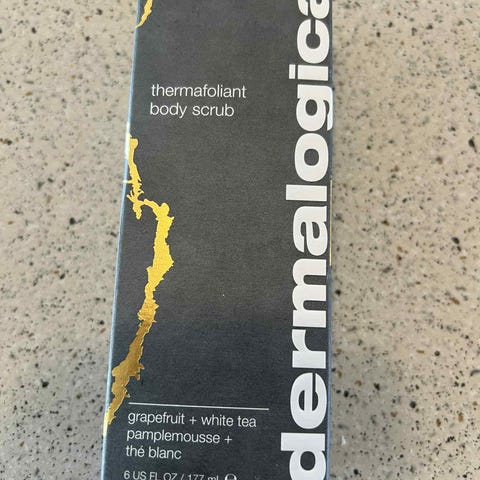 thermafoliant
body scrub
dermalogica
grapefruit + white tea
pamplemousse +
thé blanc
6 US FL OZ / 177 mL ℮